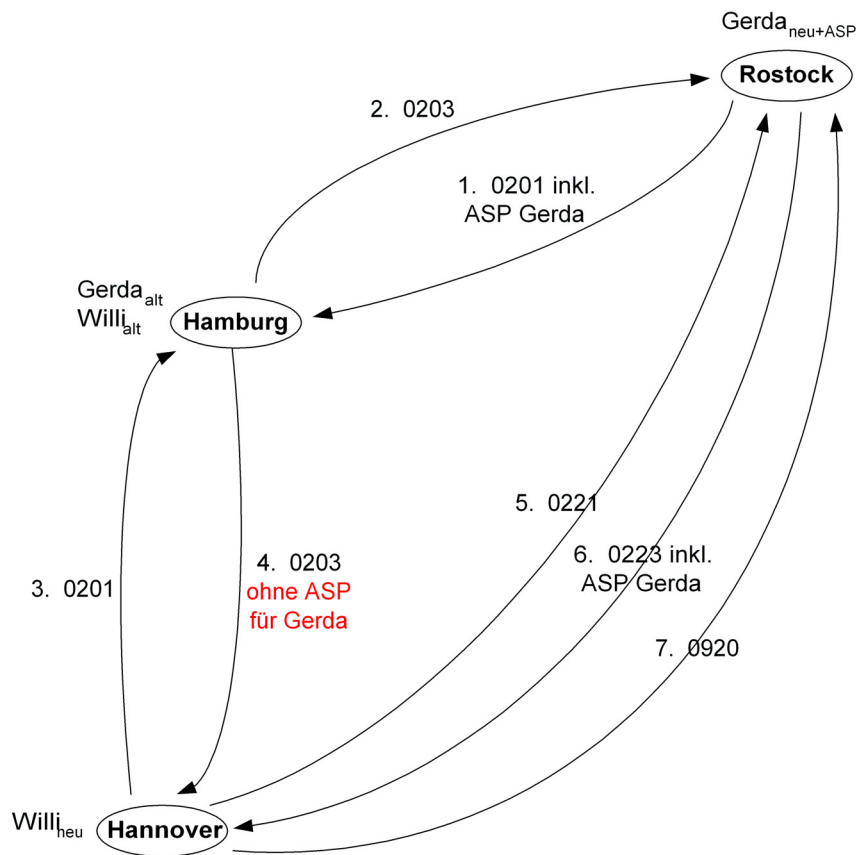 Gerda neu+ASP
Rostock
2. 0203
1. 0201 inkl.
ASP Gerda
Gerda alt
Willi alt
Hamburg
5. 0221
6. 0223 inkl.
ASP Gerda
4. 0203
ohne ASP
für Gerda
3. 0201
7. 0920
Willi neu
Hannover